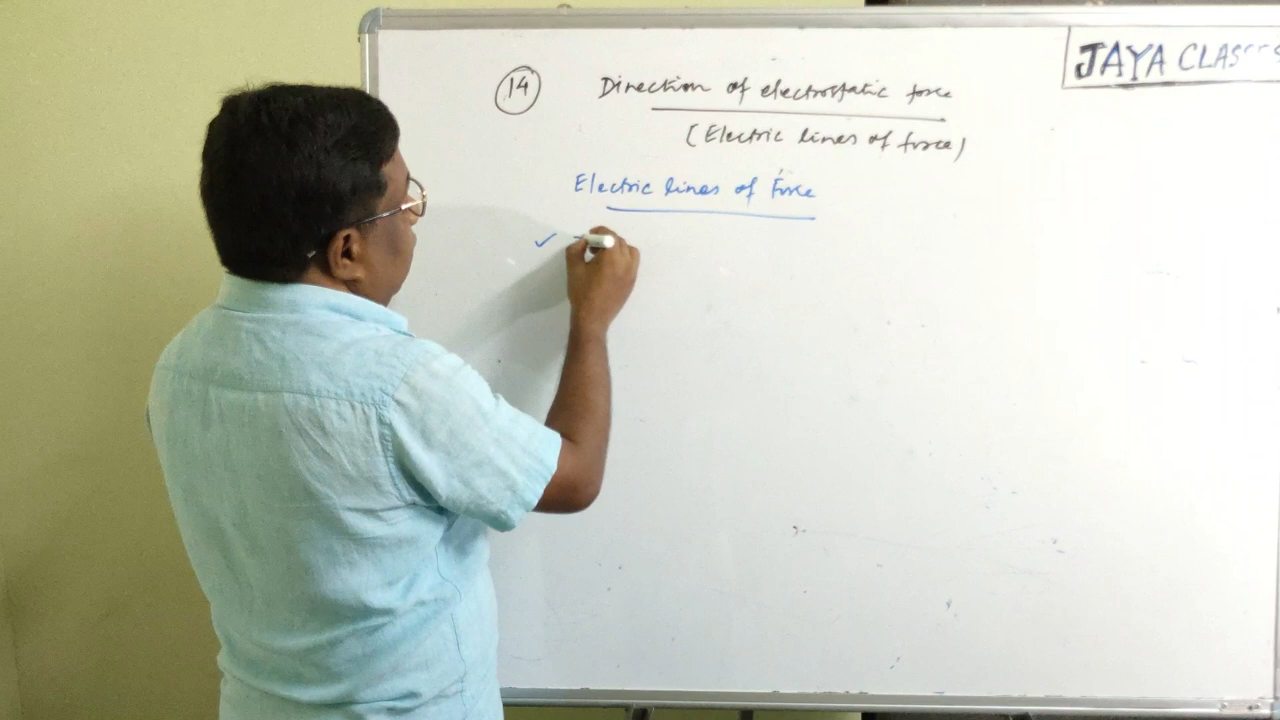 JAYA CLASSES
14 Direction of electrostatic force
(Electric lines of force)
Electric lines of Force